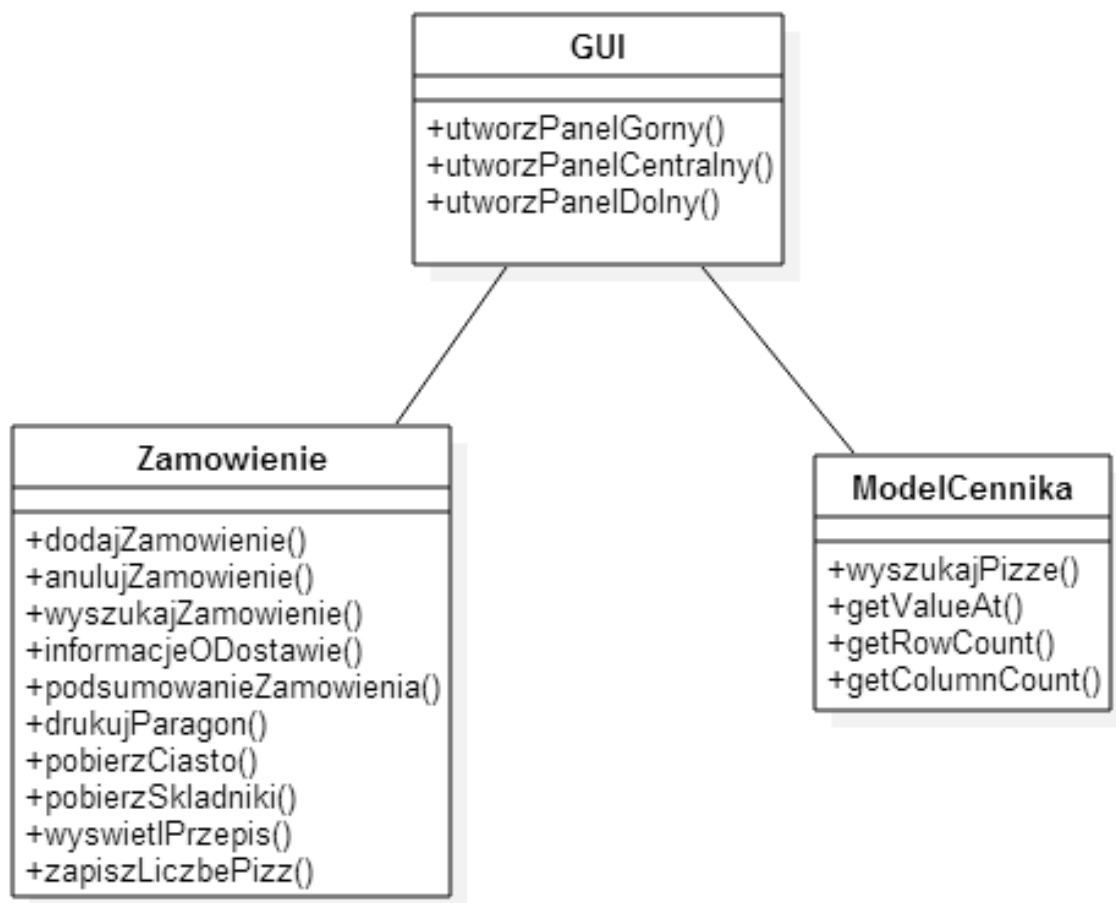 GUI
+utworzPanelGorny()
+utworzPanelCentralny()
+utworzPanelDolny()
Zamowienie
+dodajZamowienie()
+anulujZamowienie()
+wyszukajZamowienie()
+informacjeODostawie()
+podsumowanieZamowienia()
+drukujParagon()
+pobierzCiasto()
+pobierzSkladniki()
+wyswietlPrzepis()
+zapiszLiczbePizz()
ModelCennika
+wyszukajPizze()
+getValueAt()
+getRowCount()
+getColumnCount()